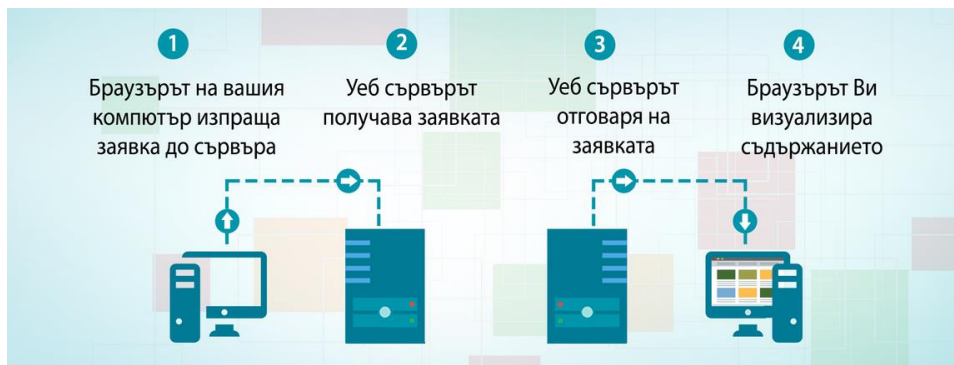 1
Браузърът на вашия
компютър изпраща
заявка до сървъра
2
Уеб сървърът
получава заявката
3
Уеб сървърът
отговаря на
заявката
4
Браузърът Ви
визуализира
съдържанието